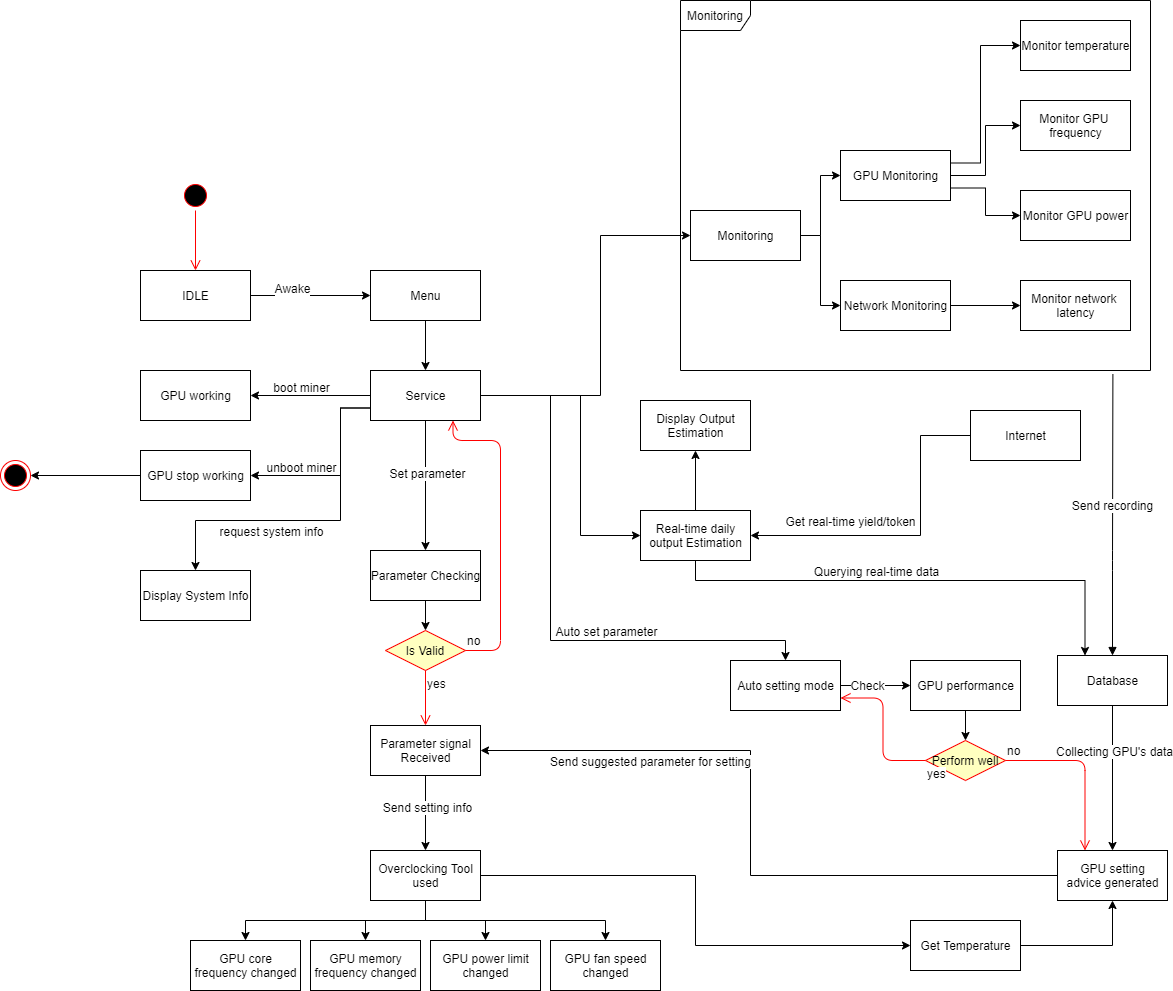 Monitoring
Monitor temperature
Monitor GPU
frequency
GPU Monitoring
Monitor GPU power
Monitoring
Network Monitoring
Monitor network
latency
IDLE
Awake
Menu
GPU working
boot miner
Service
Display Output
Estimation
Internet
GPU stop working
unboot miner
Set parameter
Send recording
request system info
Real-time daily
output Estimation
Get real-time yield/token
Querying real-time data
Display System Info
Parameter Checking
Is Valid
no
yes
Auto set parameter
Auto setting mode
Check
GPU performance
Database
Perform well
no
yes
Collecting GPU's data
Parameter signal
Received
Send suggested parameter for setting
Send setting info
Overclocking Tool
used
GPU setting
advice generated
Get Temperature
GPU core
frequency changed
GPU memory
frequency changed
GPU power limit
changed
GPU fan speed
changed